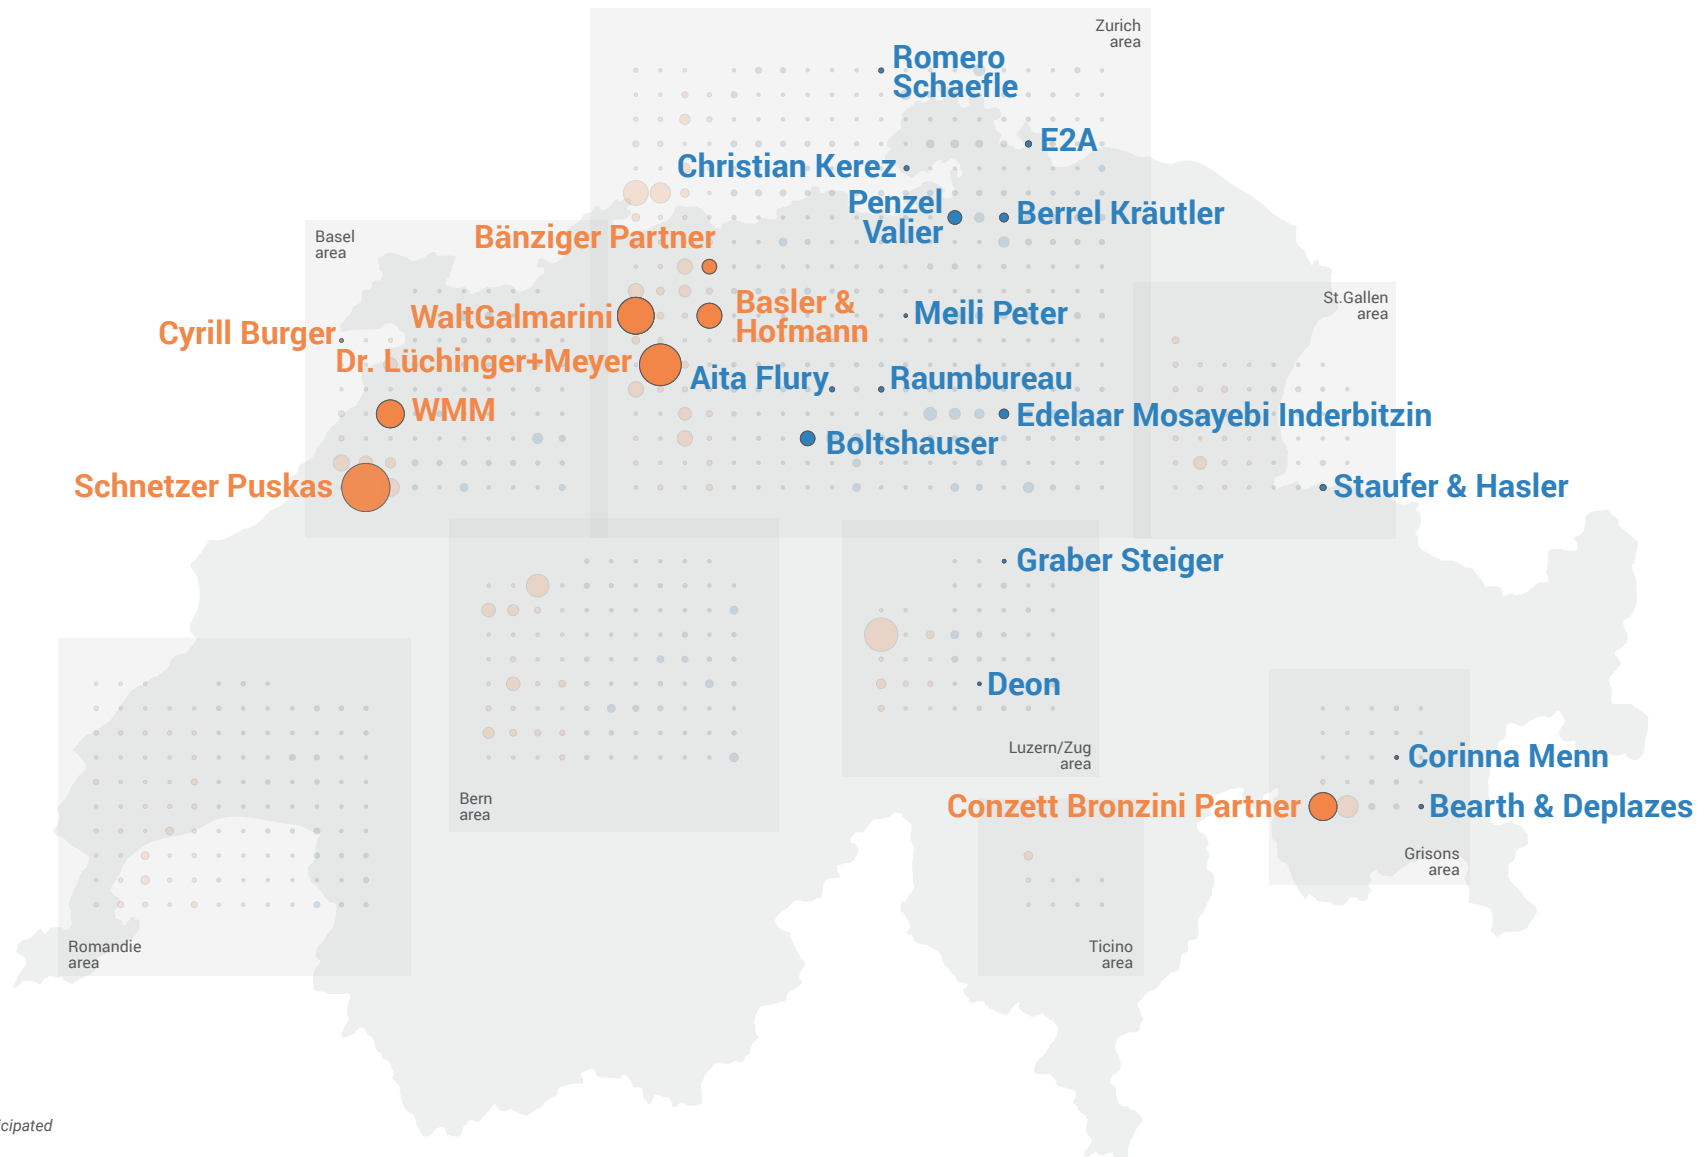 Zurich
area
Romero
Schaefle
E2A
Christian Kerez
Penzel
Valier
Berrel Kräutler
Basel
area
Bänziger Partner
WaltGalmarini
Basler &
Hofmann
Meili Peter
St.Gallen
area
Cyrill Burger
Dr. Lüchinger+Meyer
Aita Flury
Raumbureau
WMM
Edelaar Mosayebi Inderbitzin
Boltshauser
Schnetzer Puskas
Staufer & Hasler
Graber Steiger
Deon
Luzern/Zug
area
Corinna Menn
Bern
area
Conzett Bronzini Partner
Bearth & Deplazes
Grisons
area
Romandie
area
Ticino
area
cipated